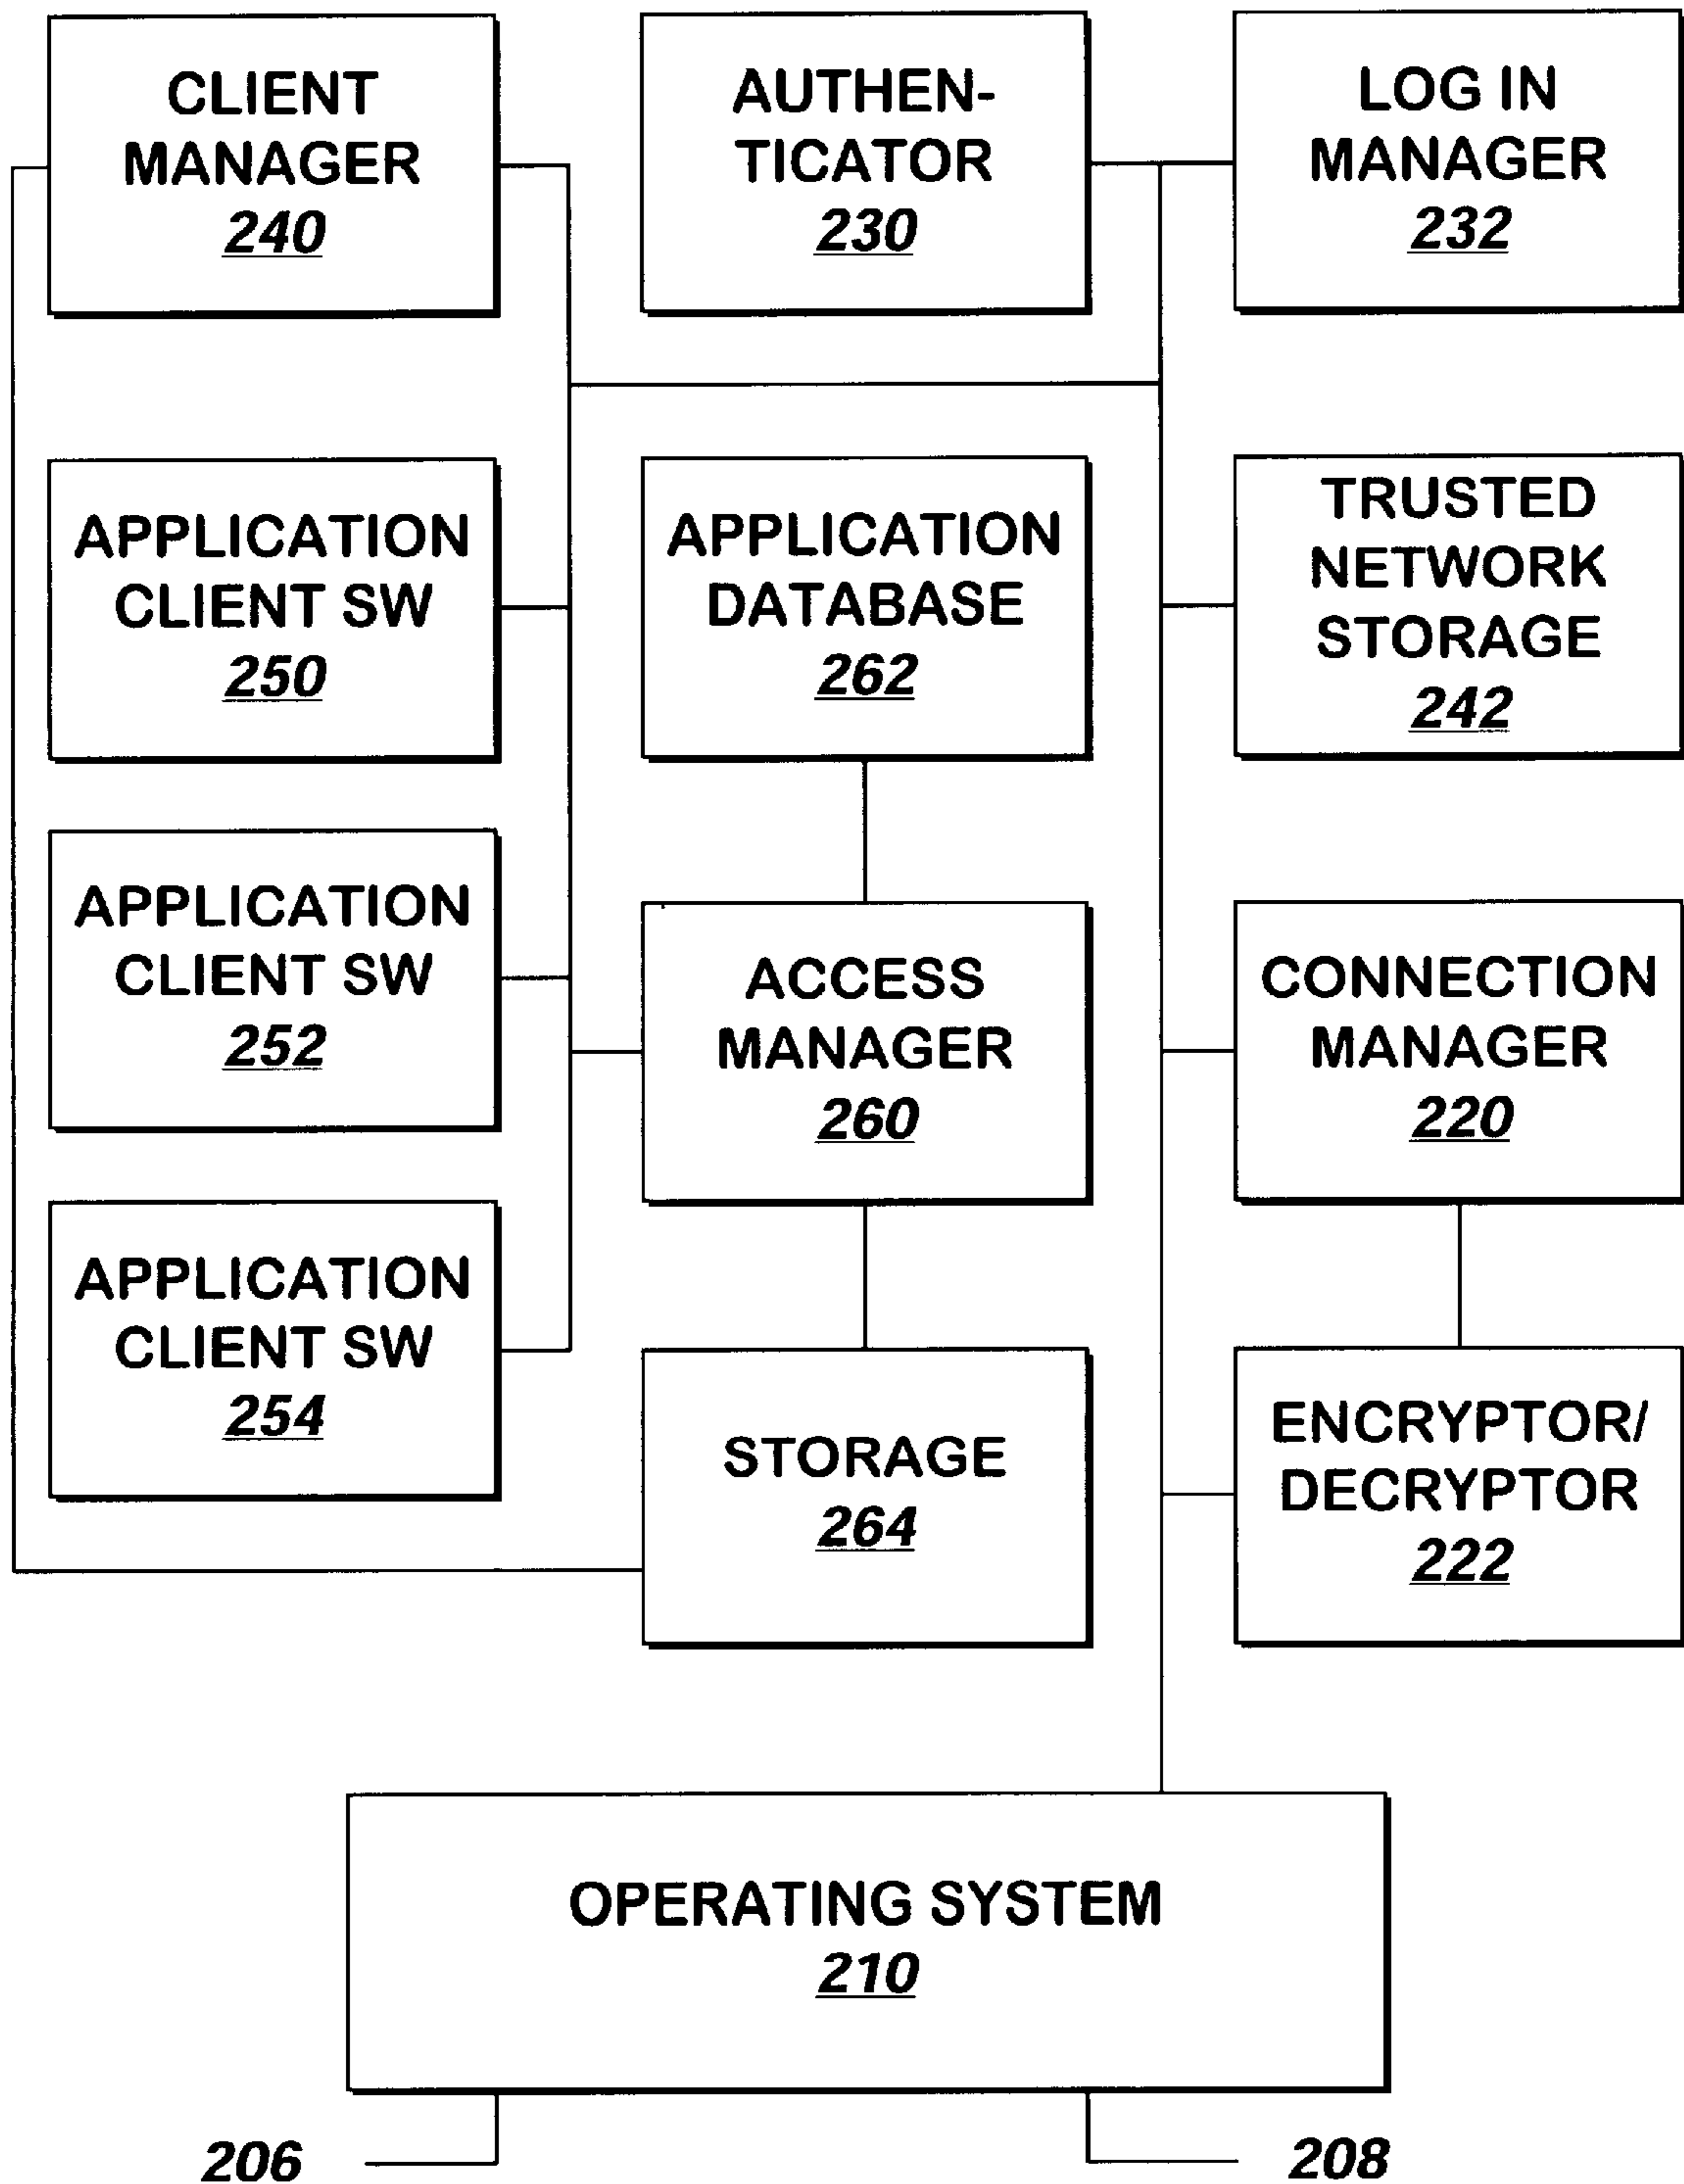 CLIENT
MANAGER
240
AUTHEN-
TICATOR
230
LOG IN
MANAGER
232
APPLICATION
CLIENT SW
250
APPLICATION
DATABASE
262
TRUSTED
NETWORK
STORAGE
242
APPLICATION
CLIENT SW
252
ACCESS
MANAGER
260
CONNECTION
MANAGER
220
APPLICATION
CLIENT SW
254
STORAGE
264
ENCRYPTOR/
DECRYPTOR
222
OPERATING SYSTEM
210
206
208